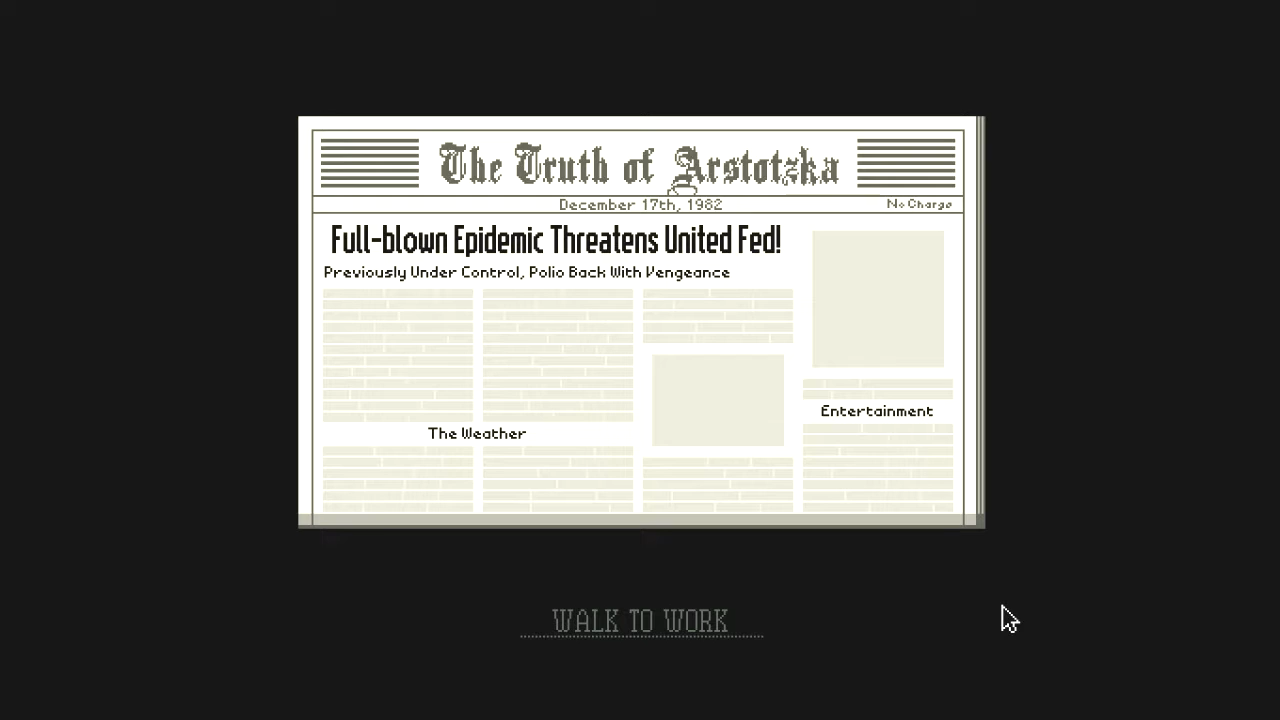 The Truth of Arstotzka
December 17th, 1982
No Charge
Full-blown Epidemic Threatens United Fed!
Previously Under Control, Polio Back With Vengeance
Entertainment
The Weather
WALK TO WORK